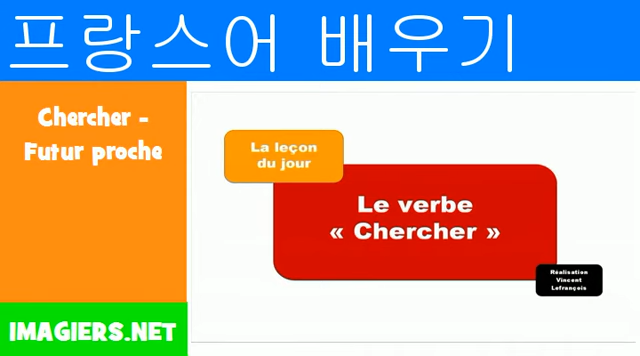 프랑스어 배우기
Chercher -
Futur proche
La leçon
du jour
Le verbe
« Chercher »
Réalisation
Vincent
Lefrançois
IMAGIERS.NET